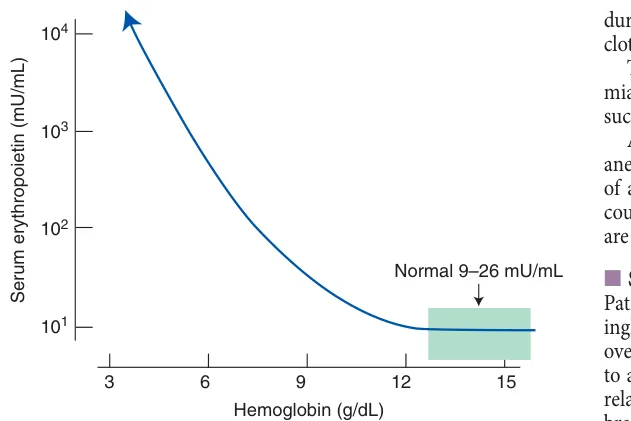 10⁴
10³
10²
10¹
Serum erythropoietin (mU/mL)
Normal 9–26 mU/mL
3 6 9 12 15
Hemoglobin (g/dL)
dur
clot
T
mia
suc
A
ane
of a
cou
are
■ S
Pat
ingl
ove
to a
rela